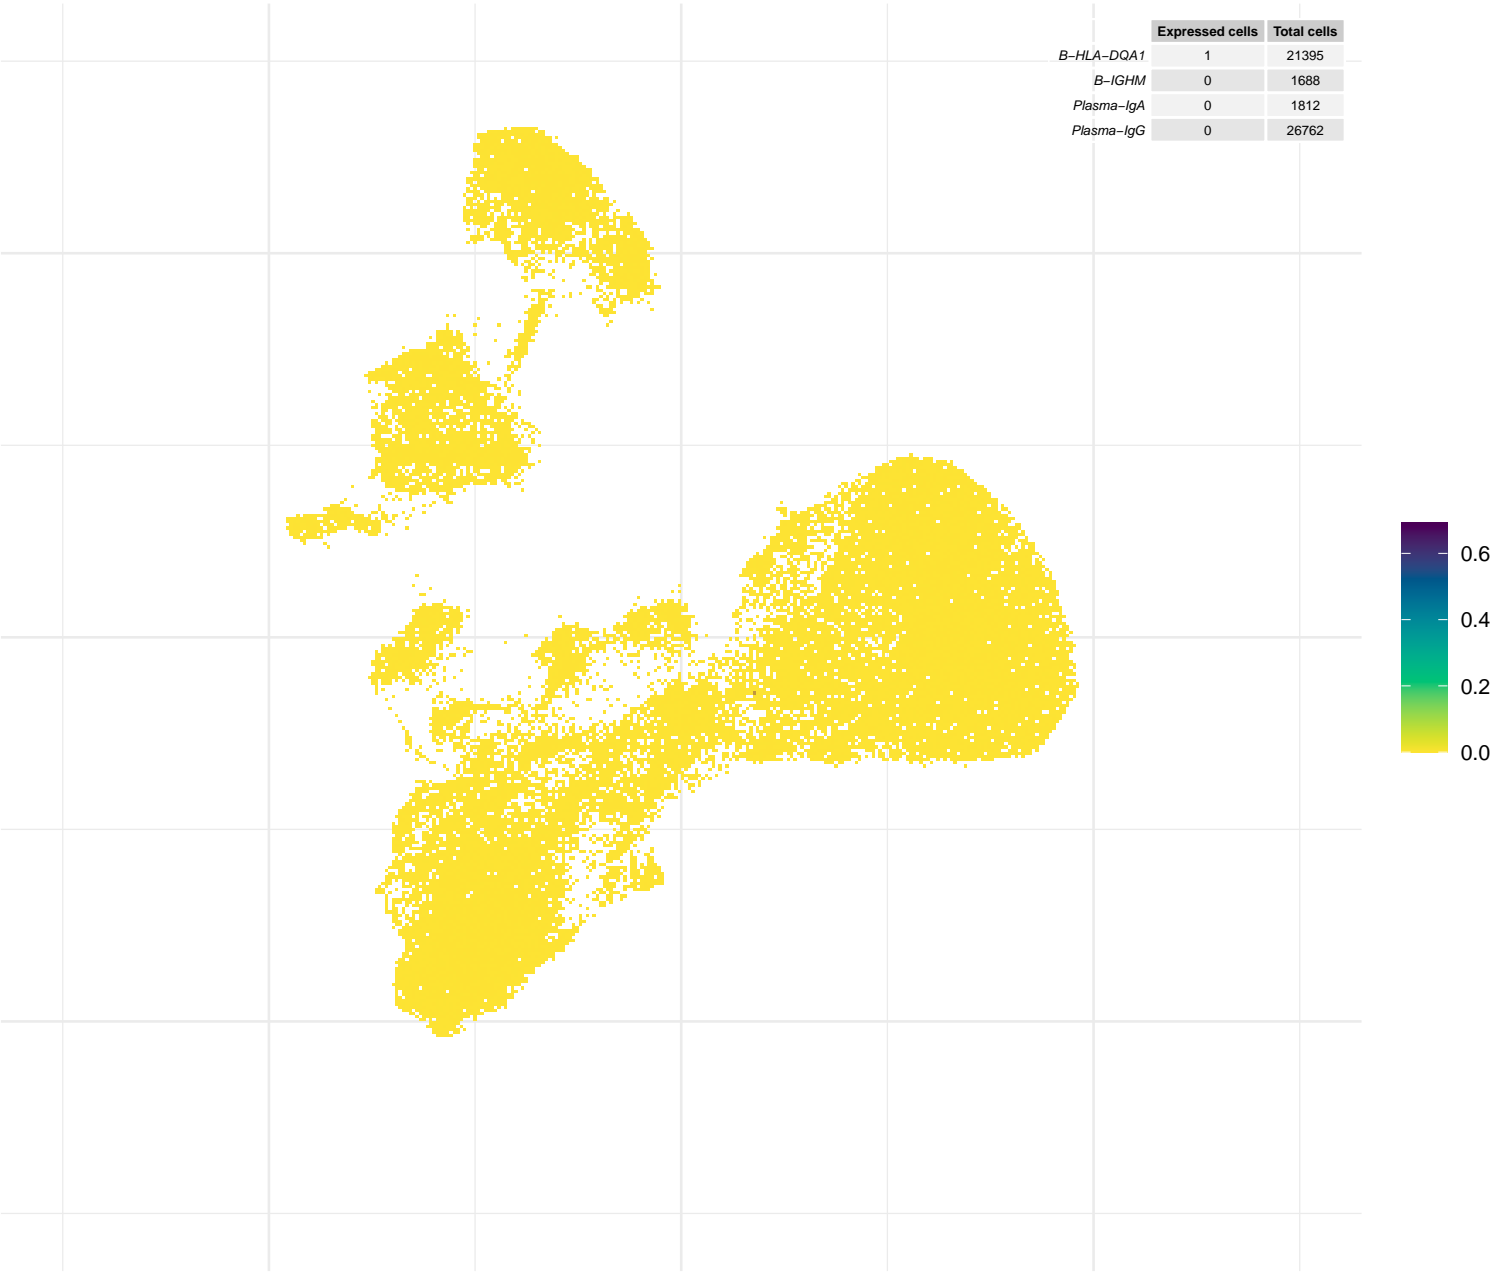 Expressed cells Total cells
B−HLA−DQA1 1 21395
B−IGHM 0 1688
Plasma−IgA 0 1812
Plasma−IgG 0 26762
0.6
0.4
0.2
0.0